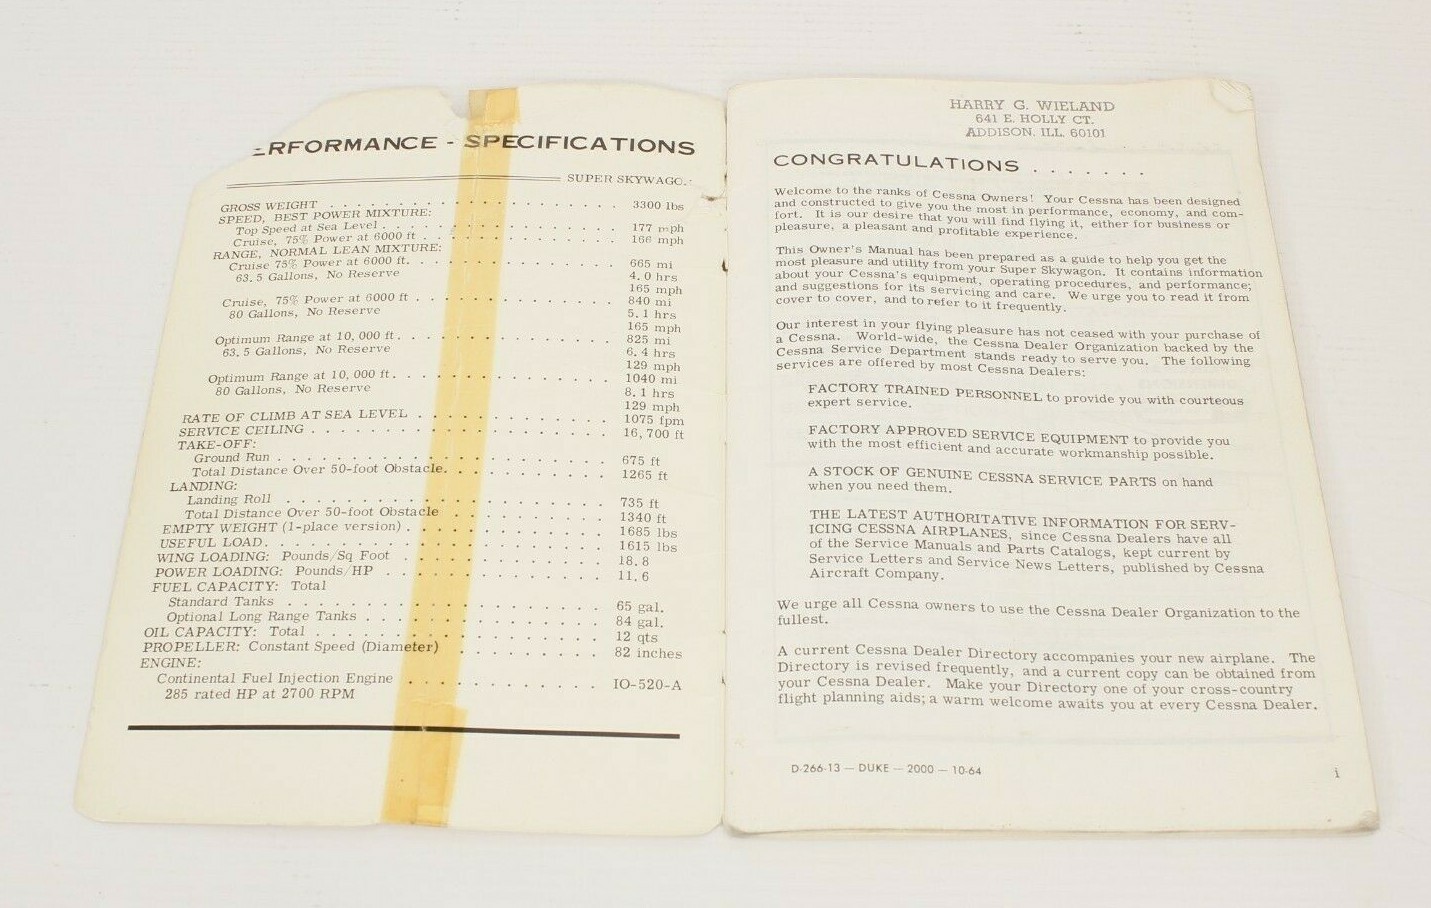 ERFORMANCE - SPECIFICATIONS
SUPER SKYWAGO
GROSS WEIGHT . . . . . . . . . . . . . . . . . . . . . . 3300 lbs
SPEED, BEST POWER MIXTURE:
Top Speed at Sea Level . . . . . . . . . . . . . . . . . . 177 mph
Cruise, 75% Power at 6000 ft . . . . . . . . . . . . . . . 166 mph
RANGE, NORMAL LEAN MIXTURE:
Cruise 75% Power at 6000 ft. . . . . . . . . . . . . . . . 665 mi
63.5 Gallons, No Reserve 4.0 hrs
165 mph
Cruise, 75% Power at 6000 ft . . . . . . . . . . . . . . . 840 mi
80 Gallons, No Reserve 5.1 hrs
165 mph
Optimum Range at 10,000 ft . . . . . . . . . . . . . . . . 825 mi
63.5 Gallons, No Reserve 6.4 hrs
129 mph
Optimum Range at 10,000 ft. . . . . . . . . . . . . . . . 1040 mi
80 Gallons, No Reserve 8.1 hrs
129 mph
RATE OF CLIMB AT SEA LEVEL . . . . . . . . . . . . . . 1075 fpm
SERVICE CEILING . . . . . . . . . . . . . . . . . . . . . 16,700 ft
TAKE-OFF:
Ground Run . . . . . . . . . . . . . . . . . . . . . . . 675 ft
Total Distance Over 50-foot Obstacle. . . . . . . . . . . . 1265 ft
LANDING:
Landing Roll . . . . . . . . . . . . . . . . . . . . . . 735 ft
Total Distance Over 50-foot Obstacle . . . . . . . . . . . 1340 ft
EMPTY WEIGHT (1-place version) . . . . . . . . . . . . . . 1685 lbs
USEFUL LOAD. . . . . . . . . . . . . . . . . . . . . . . . 1615 lbs
WING LOADING: Pounds/Sq Foot . . . . . . . . . . . . . . 18.8
POWER LOADING: Pounds/HP . . . . . . . . . . . . . . . 11.6
FUEL CAPACITY: Total
Standard Tanks . . . . . . . . . . . . . . . . . . . . . . 65 gal.
Optional Long Range Tanks . . . . . . . . . . . . . . . . 84 gal.
OIL CAPACITY: Total . . . . . . . . . . . . . . . . . . . . 12 qts
PROPELLER: Constant Speed (Diameter) . . . . . . . . . . 82 inches
ENGINE:
Continental Fuel Injection Engine . . . . . . . . . . . . . IO-520-A
285 rated HP at 2700 RPM
HARRY G. WIELAND
641 E. HOLLY CT.
ADDISON, ILL. 60101
CONGRATULATIONS . . . . . . .
Welcome to the ranks of Cessna Owners! Your Cessna has been designed
and constructed to give you the most in performance, economy, and com-
fort. It is our desire that you will find flying it, either for business or
pleasure, a pleasant and profitable experience.
This Owner's Manual has been prepared as a guide to help you get the
most pleasure and utility from your Super Skywagon. It contains information
about your Cessna's equipment, operating procedures, and performance;
and suggestions for its servicing and care. We urge you to read it from
cover to cover, and to refer to it frequently.
Our interest in your flying pleasure has not ceased with your purchase of
a Cessna. World-wide, the Cessna Dealer Organization backed by the
Cessna Service Department stands ready to serve you. The following
services are offered by most Cessna Dealers:
FACTORY TRAINED PERSONNEL to provide you with courteous
expert service.
FACTORY APPROVED SERVICE EQUIPMENT to provide you
with the most efficient and accurate workmanship possible.
A STOCK OF GENUINE CESSNA SERVICE PARTS on hand
when you need them.
THE LATEST AUTHORITATIVE INFORMATION FOR SERV-
ICING CESSNA AIRPLANES, since Cessna Dealers have all
of the Service Manuals and Parts Catalogs, kept current by
Service Letters and Service News Letters, published by Cessna
Aircraft Company.
We urge all Cessna owners to use the Cessna Dealer Organization to the
fullest.
A current Cessna Dealer Directory accompanies your new airplane. The
Directory is revised frequently, and a current copy can be obtained from
your Cessna Dealer. Make your Directory one of your cross-country
flight planning aids; a warm welcome awaits you at every Cessna Dealer.
D-266-13 — DUKE — 2000 — 10-64
i